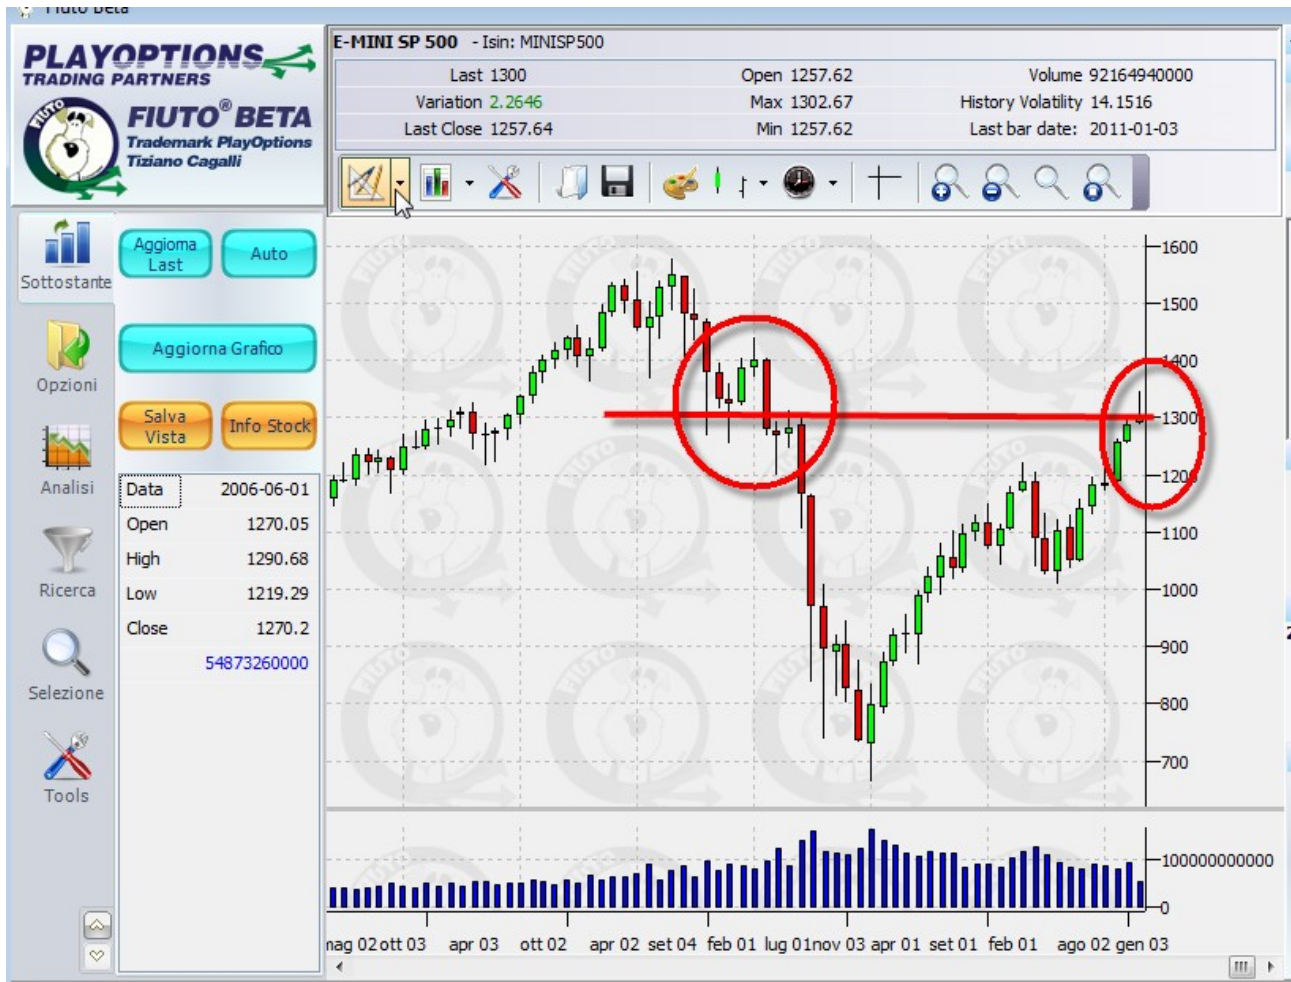 Fiuto Beta
PLAYOPTIONS
TRADING PARTNERS
FIUTO
FIUTO® BETA
Trademark PlayOptions
Tiziano Cagalli
E-MINI SP 500 - Isin: MINISP500
Last 1300 Open 1257.62 Volume 92164940000
Variation 2.2646 Max 1302.67 History Volatility 14.1516
Last Close 1257.64 Min 1257.62 Last bar date: 2011-01-03
Sottostante
Aggiorna
Last
Auto
Opzioni
Aggiorna Grafico
Salva
Vista
Info Stock
Analisi
Ricerca
Selezione
Tools
Data 2006-06-01
Open 1270.05
High 1290.68
Low 1219.29
Close 1270.2
54873260000
1600
1500
1400
1300
1200
1100
1000
900
800
700
100000000000
0
mag 02 ott 03 apr 03 ott 02 apr 02 set 04 feb 01 lug 01 nov 03 apr 01 set 01 feb 01 ago 02 gen 03